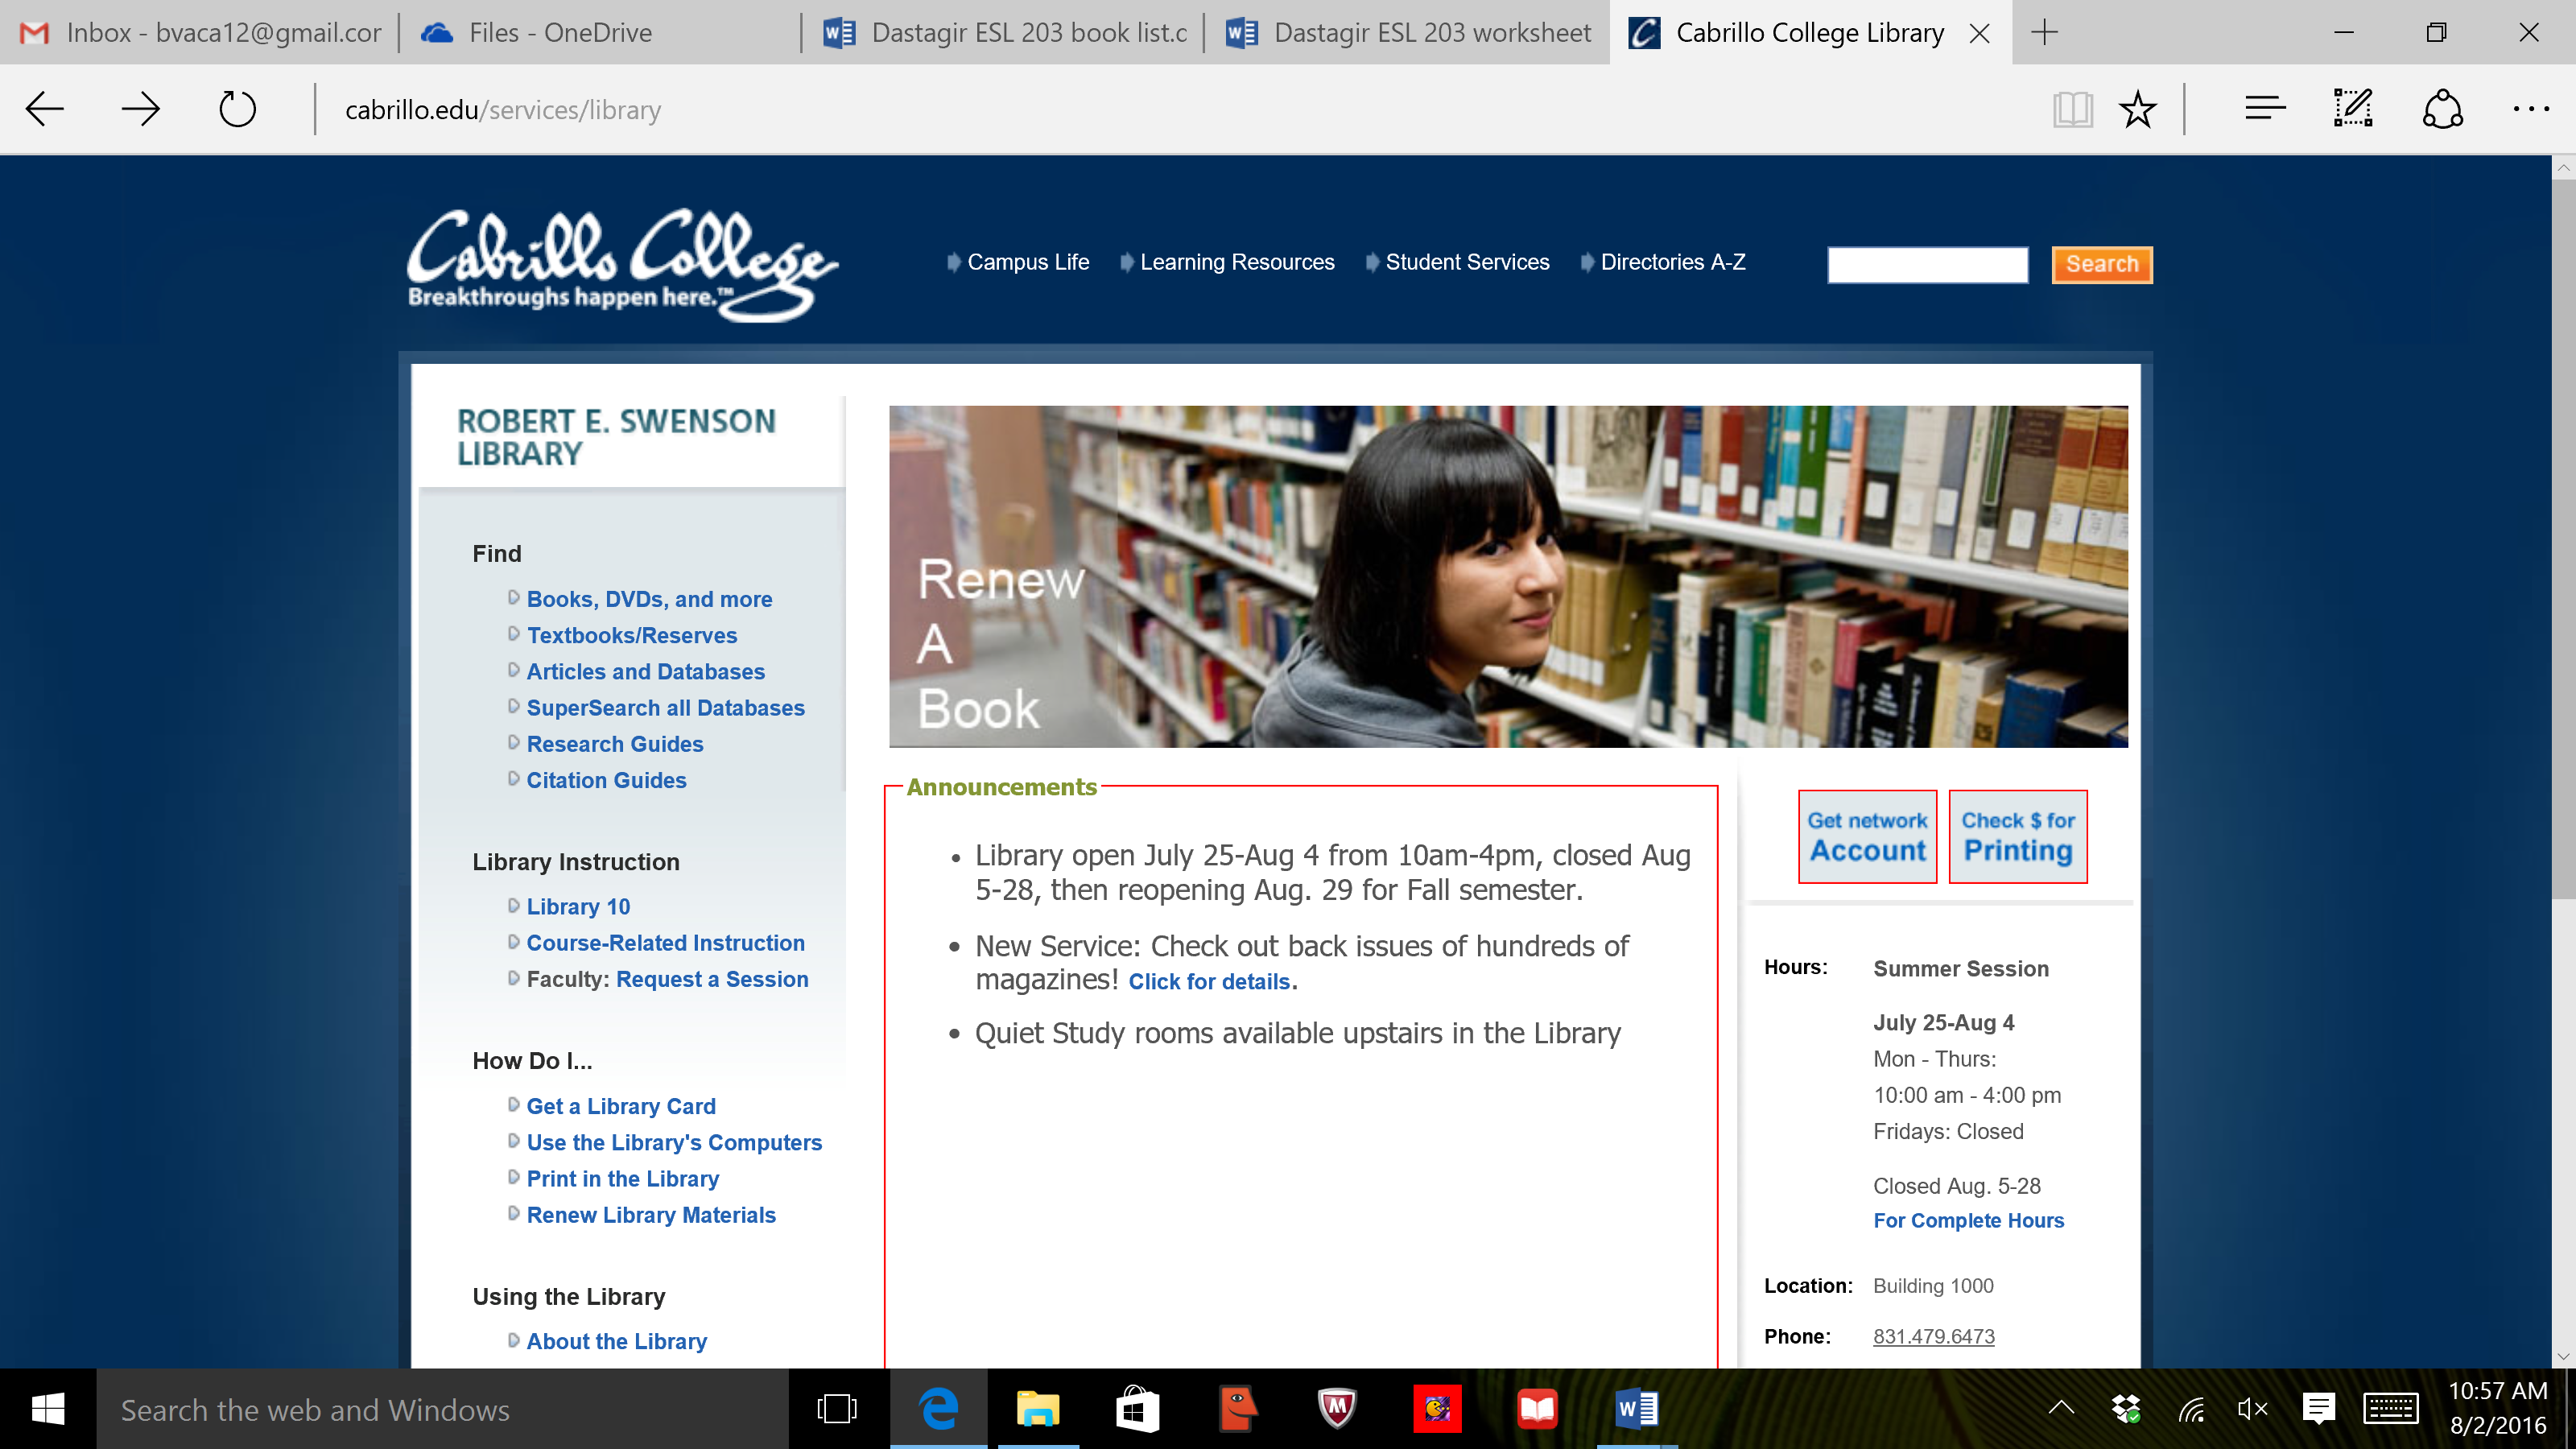 Inbox - bvaca12@gmail.cor
Files - OneDrive
Dastagir ESL 203 book list.c
Dastagir ESL 203 worksheet
Cabrillo College Library
cabrillo.edu/services/library
Cabrillo College
Breakthroughs happen here.™
Campus Life
Learning Resources
Student Services
Directories A-Z
Search
ROBERT E. SWENSON
LIBRARY
Find
Books, DVDs, and more
Textbooks/Reserves
Articles and Databases
SuperSearch all Databases
Research Guides
Citation Guides
Library Instruction
Library 10
Course-Related Instruction
Faculty: Request a Session
How Do I...
Get a Library Card
Use the Library's Computers
Print in the Library
Renew Library Materials
Using the Library
About the Library
Renew
A
Book
Announcements
• Library open July 25-Aug 4 from 10am-4pm, closed Aug
5-28, then reopening Aug. 29 for Fall semester.
• New Service: Check out back issues of hundreds of
magazines! Click for details.
• Quiet Study rooms available upstairs in the Library
Get network
Account
Check $ for
Printing
Hours: Summer Session
July 25-Aug 4
Mon - Thurs:
10:00 am - 4:00 pm
Fridays: Closed
Closed Aug. 5-28
For Complete Hours
Location: Building 1000
Phone: 831.479.6473
Search the web and Windows
10:57 AM
8/2/2016